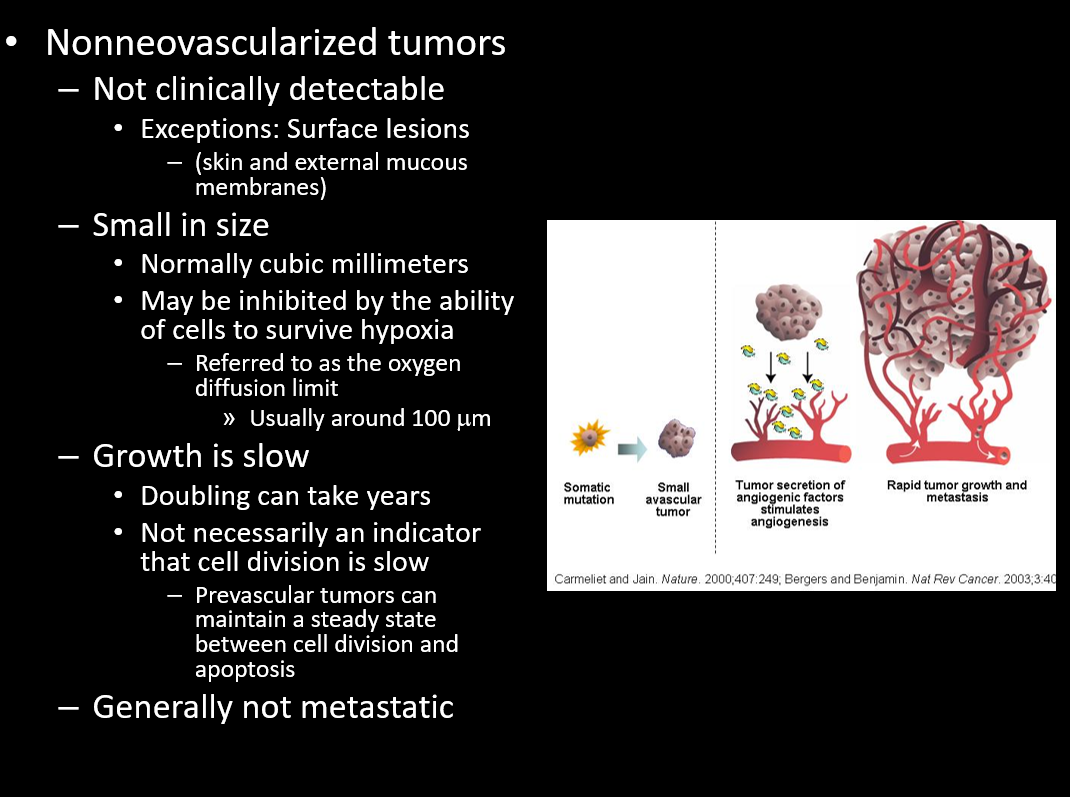 • Nonneovascularized tumors
– Not clinically detectable
• Exceptions: Surface lesions
– (skin and external mucous
membranes)
– Small in size
• Normally cubic millimeters
• May be inhibited by the ability
of cells to survive hypoxia
– Referred to as the oxygen
diffusion limit
» Usually around 100 μm
– Growth is slow
• Doubling can take years
• Not necessarily an indicator
that cell division is slow
– Prevascular tumors can
maintain a steady state
between cell division and
apoptosis
– Generally not metastatic
Somatic
mutation
Small
avascular
tumor
Tumor secretion of
angiogenic factors
stimulates
angiogenesis
Rapid tumor growth and
metastasis
Carmeliet and Jain. Nature. 2000;407:249; Bergers and Benjamin. Nat Rev Cancer. 2003;3:40